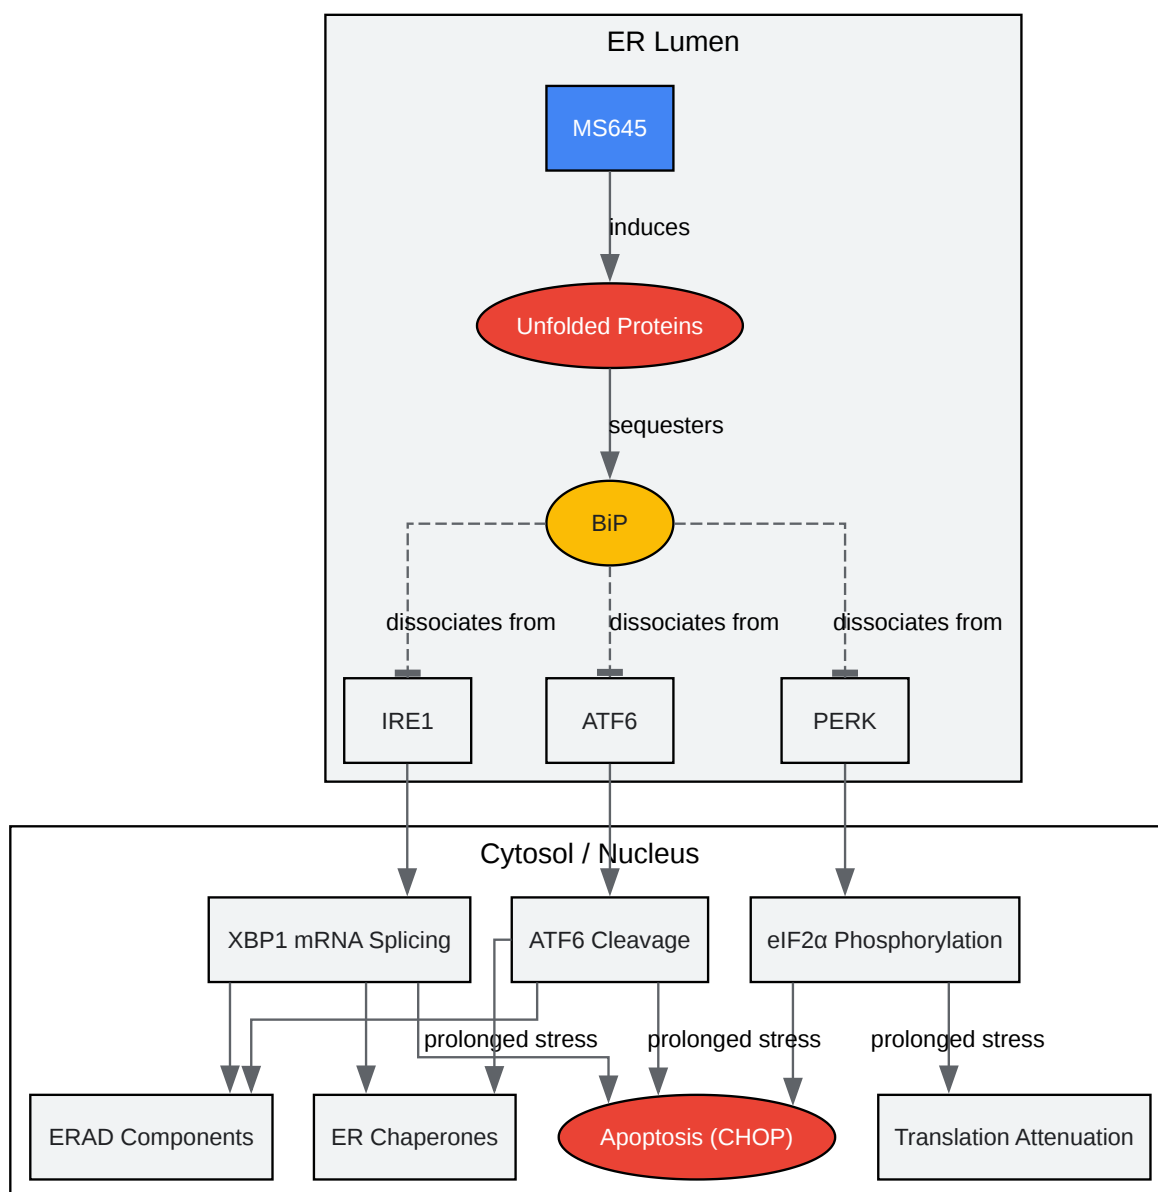 ER Lumen
MS645
induces
Unfolded Proteins
sequesters
BiP
dissociates from
dissociates from
dissociates from
IRE1
ATF6
PERK
Cytosol / Nucleus
XBP1 mRNA Splicing
ATF6 Cleavage
eIF2α Phosphorylation
prolonged stress
prolonged stress
prolonged stress
ERAD Components
ER Chaperones
Apoptosis (CHOP)
Translation Attenuation